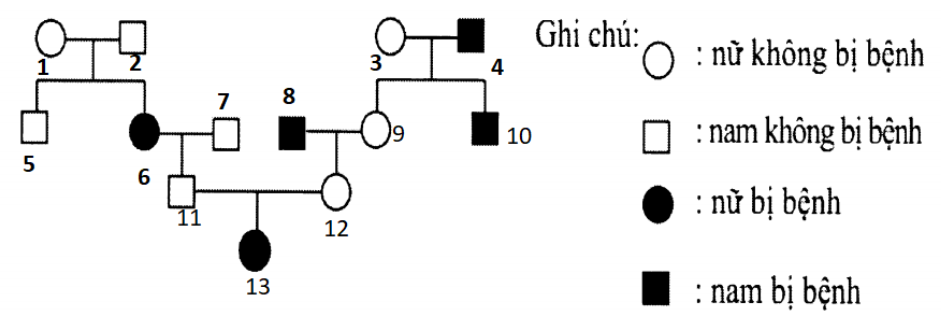 Ghi chú:
: nữ không bị bệnh
: nam không bị bệnh
: nữ bị bệnh
: nam bị bệnh
1
2
3
4
5
6
7
8
9
10
11
12
13